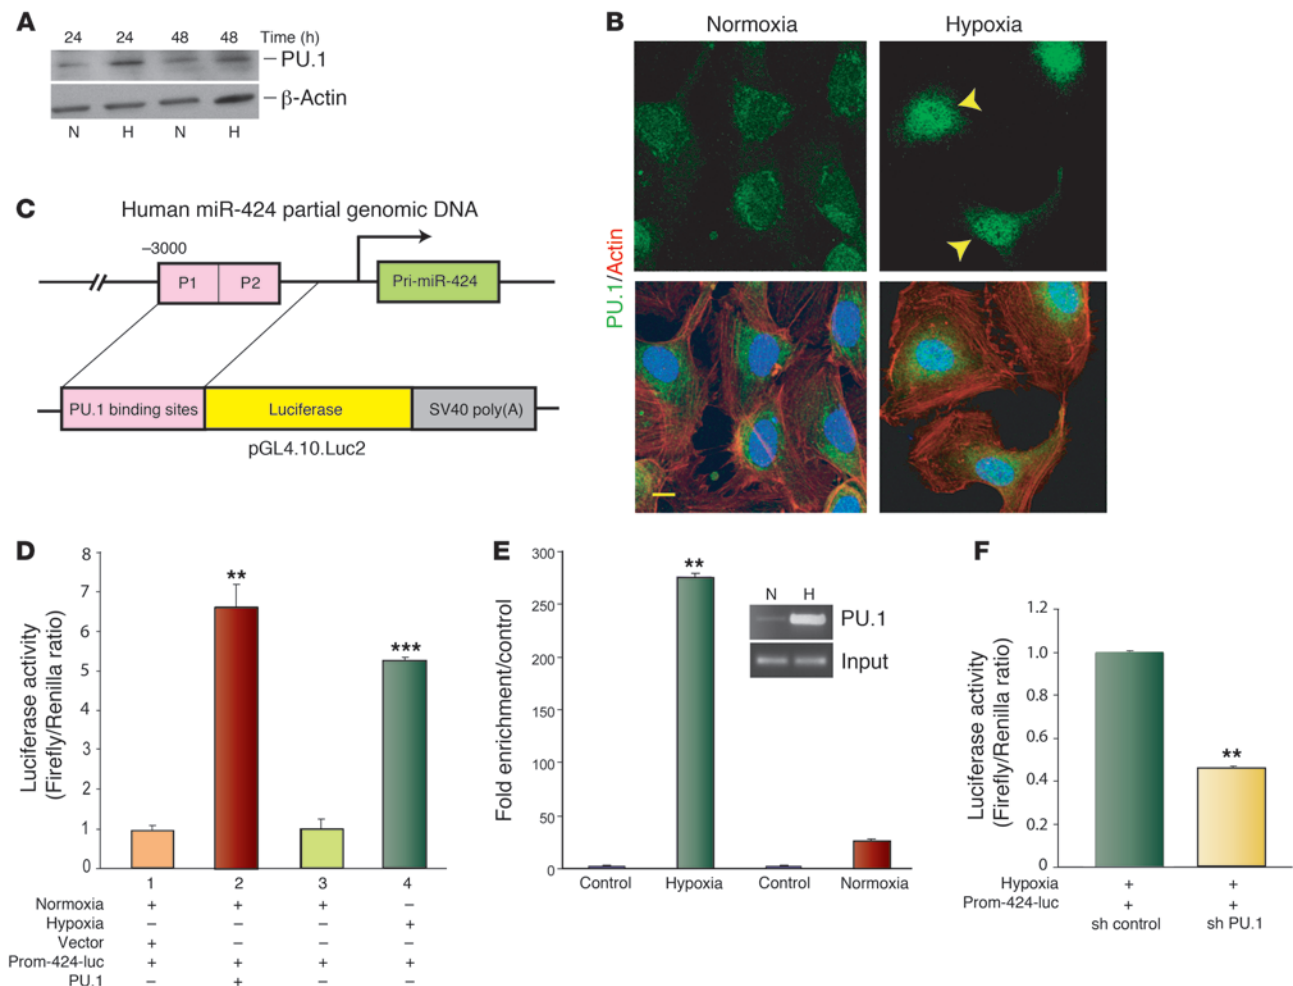 A
24 24 48 48 Time (h)
PU.1
β-Actin
N H N H
B
Normoxia Hypoxia
PU.1/Actin
C
Human miR-424 partial genomic DNA
–3000
P1 P2 Pri-miR-424
PU.1 binding sites Luciferase SV40 poly(A)
pGL4.10.Luc2
D
Luciferase activity
(Firefly/Renilla ratio)
8
7
6
5
4
3
2
1
0
**
***
1 2 3 4
Normoxia + + + –
Hypoxia – – – +
Vector + – – –
Prom-424-luc + + + +
PU.1 – + – –
E
Fold enrichment/control
300
250
200
150
100
50
0
**
N H
PU.1
Input
Control Hypoxia Control Normoxia
F
Luciferase activity
(Firefly/Renilla ratio)
1.2
1.0
0.8
0.6
0.4
0.2
0
**
Hypoxia + +
Prom-424-luc + +
sh control sh PU.1